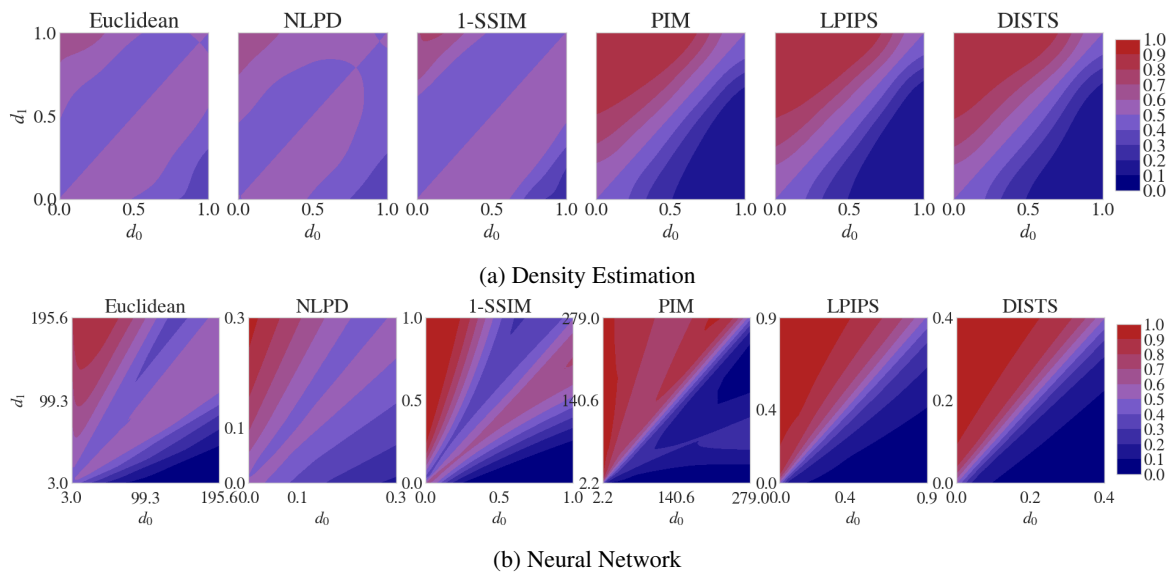 Euclidean NLPD 1-SSIM PIM LPIPS DISTS
1.0 0.5 0.0
d₁
0.0 0.5 1.0 0.0 0.5 1.0 0.0 0.5 1.0 0.0 0.5 1.0 0.0 0.5 1.0 0.0 0.5 1.0
d₀ d₀ d₀ d₀ d₀ d₀
1.0 0.9 0.8 0.7 0.6 0.5 0.4 0.3 0.2 0.1 0.0
(a) Density Estimation
Euclidean NLPD 1-SSIM PIM LPIPS DISTS
195.6 99.3 3.0
d₁
0.3 0.1 0.0
1.0 0.5 0.0
279.0 140.6 2.2
0.9 0.4 0.0
0.4 0.2 0.0
3.0 99.3 195.6 0.0 0.1 0.3 0.0 0.5 1.0 2.2 140.6 279.0 0.0 0.4 0.9 0.0 0.2 0.4
d₀ d₀ d₀ d₀ d₀ d₀
1.0 0.9 0.8 0.7 0.6 0.5 0.4 0.3 0.2 0.1 0.0
(b) Neural Network